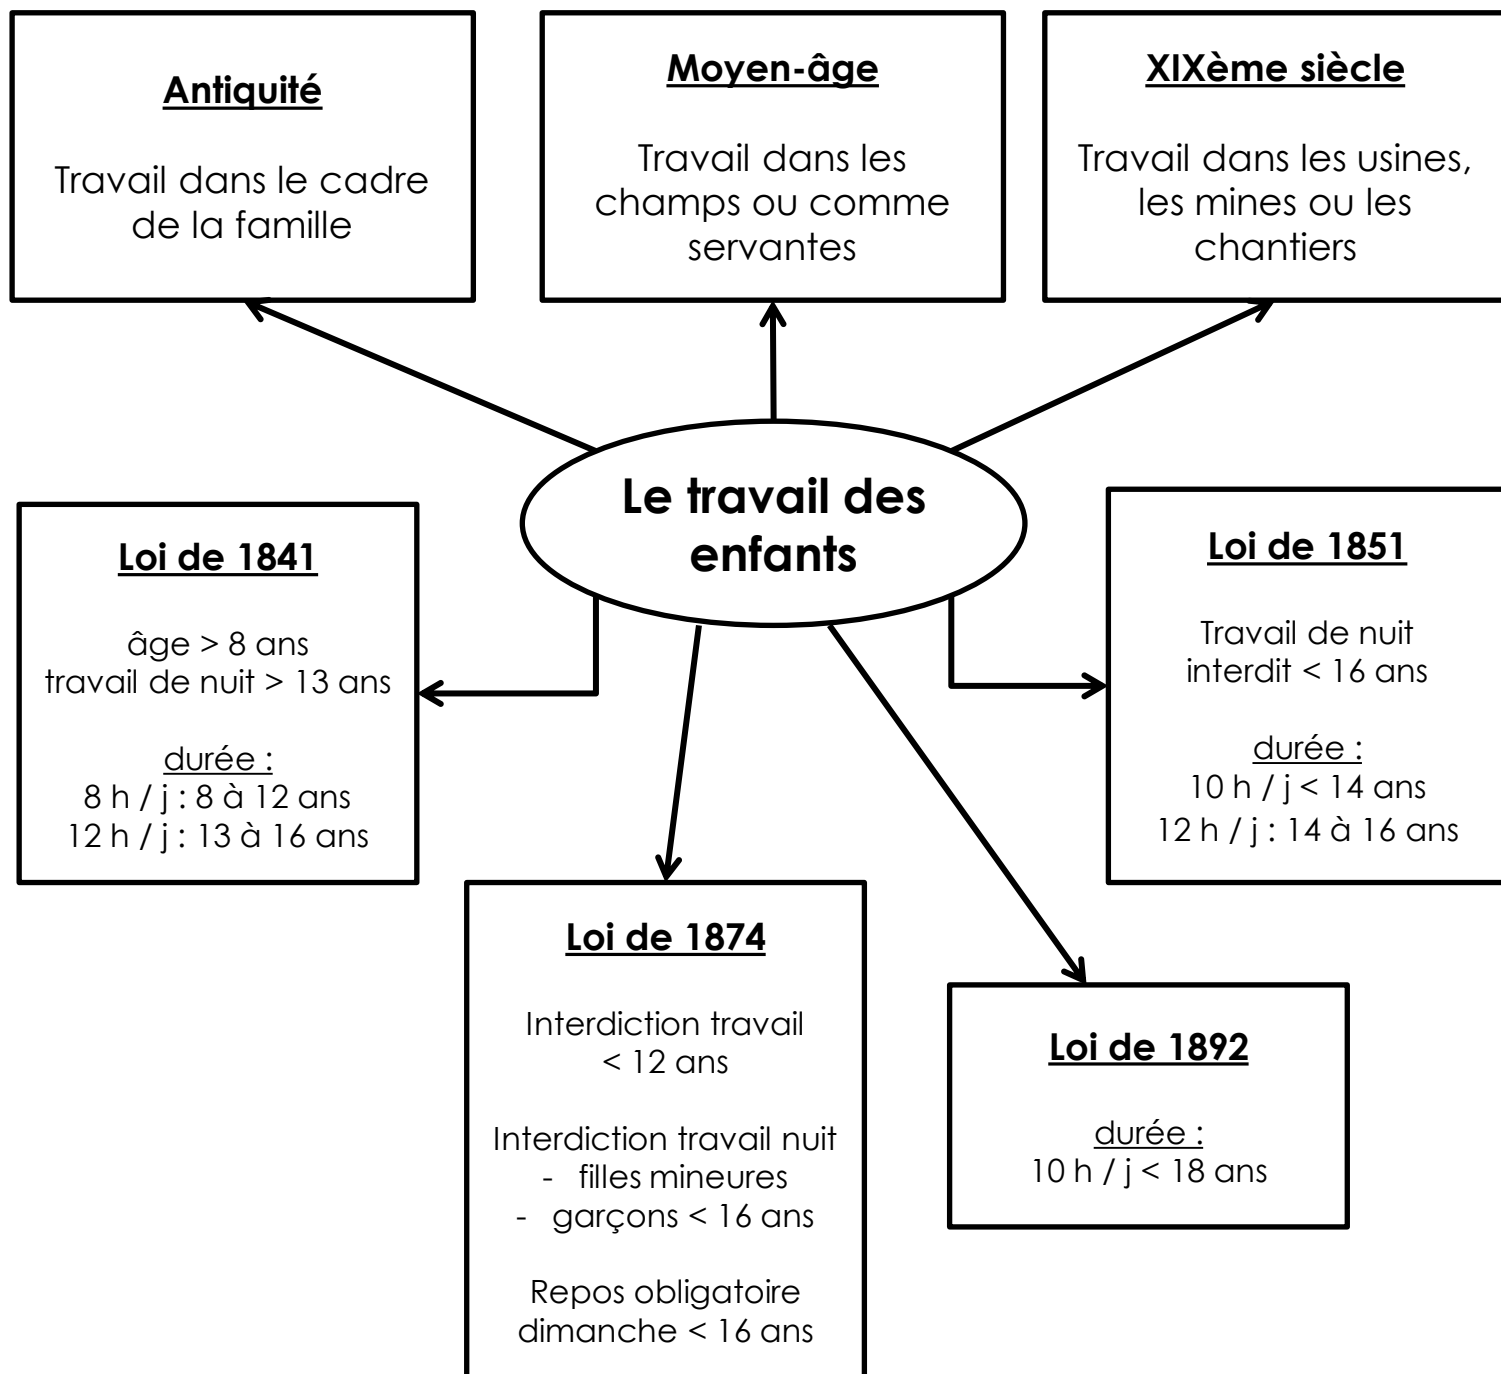 Antiquité
Travail dans le cadre
de la famille
Moyen-âge
Travail dans les
champs ou comme
servantes
XIXème siècle
Travail dans les usines,
les mines ou les
chantiers
Le travail des
enfants
Loi de 1841
âge > 8 ans
travail de nuit > 13 ans
durée :
8 h / j : 8 à 12 ans
12 h / j : 13 à 16 ans
Loi de 1851
Travail de nuit
interdit < 16 ans
durée :
10 h / j < 14 ans
12 h / j : 14 à 16 ans
Loi de 1874
Interdiction travail
< 12 ans
Interdiction travail nuit
- filles mineures
- garçons < 16 ans
Repos obligatoire
dimanche < 16 ans
Loi de 1892
durée :
10 h / j < 18 ans